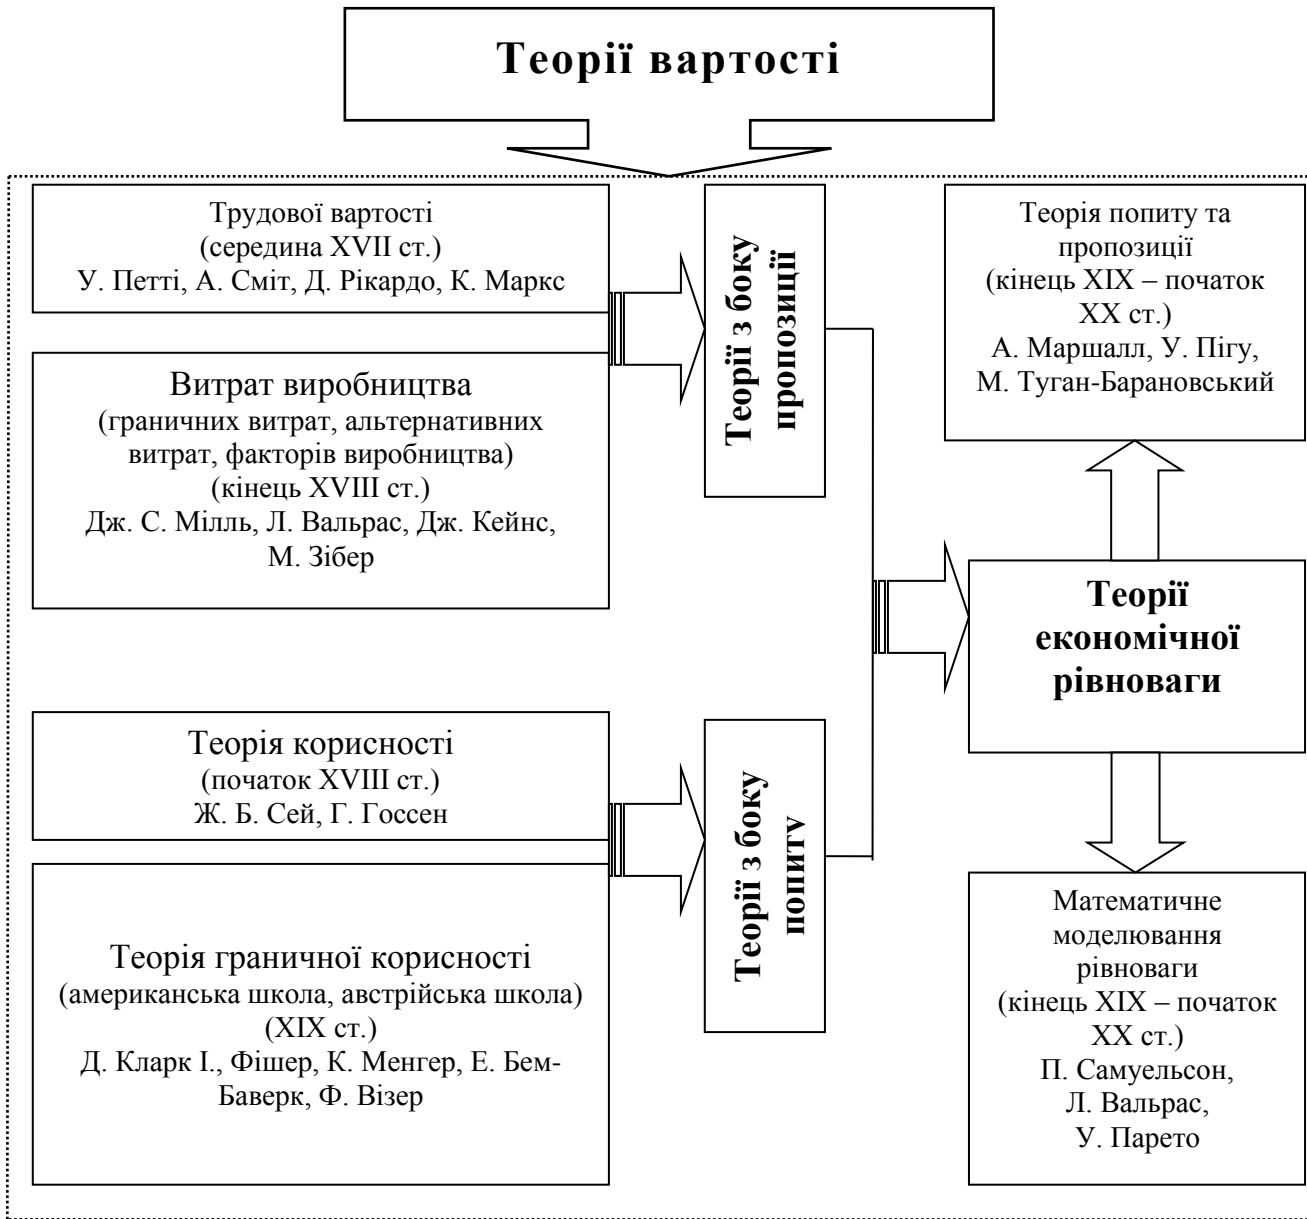 Теорії вартості
Трудової вартості
(середина XVII ст.)
У. Петті, А. Сміт, Д. Рікардо, К. Маркс
Витрат виробництва
(граничних витрат, альтернативних
витрат, факторів виробництва)
(кінець XVIII ст.)
Дж. С. Мілль, Л. Вальрас, Дж. Кейнс,
М. Зібер
Теорії з боку
пропозиції
Теорія корисності
(початок XVIII ст.)
Ж. Б. Сей, Г. Госсен
Теорія граничної корисності
(американська школа, австрійська школа)
(XIX ст.)
Д. Кларк І., Фішер, К. Менгер, Е. Бем-
Баверк, Ф. Візер
Теорії з боку
попиту
Теорія попиту та
пропозиції
(кінець XIX – початок
XX ст.)
А. Маршалл, У. Пігу,
М. Туган-Барановський
Теорії
економічної
рівноваги
Математичне
моделювання
рівноваги
(кінець XIX – початок
XX ст.)
П. Самуельсон,
Л. Вальрас,
У. Парето